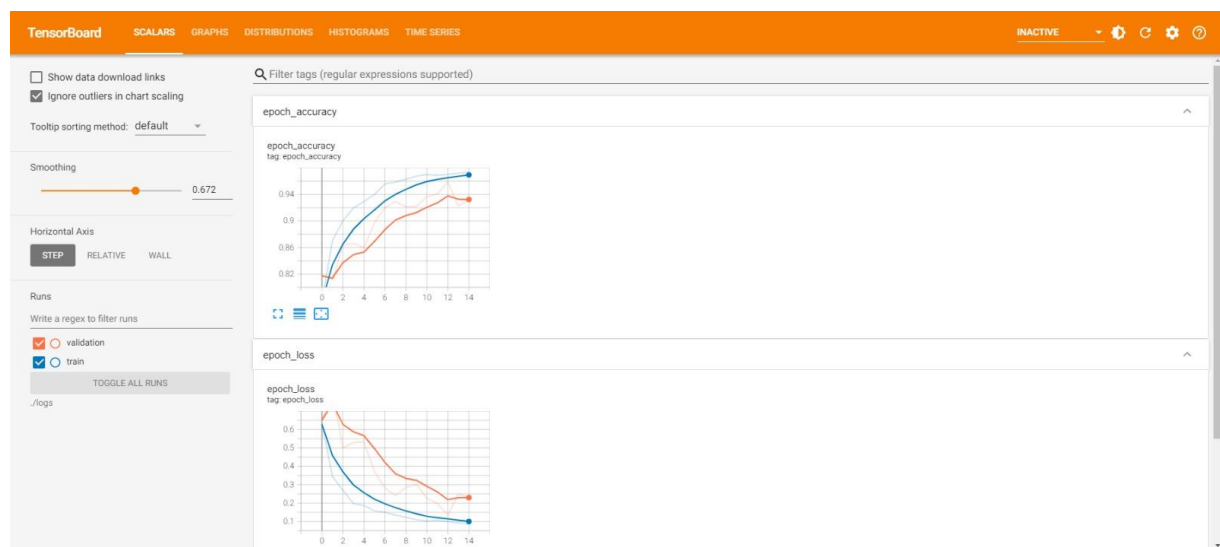 TensorBoard SCALARS GRAPHS DISTRIBUTIONS HISTOGRAMS TIME SERIES INACTIVE
Show data download links
Ignore outliers in chart scaling
Tooltip sorting method: default
Smoothing
0.672
Horizontal Axis
STEP RELATIVE WALL
Runs
Write a regex to filter runs
validation
train
TOGGLE ALL RUNS
./logs
Filter tags (regular expressions supported)
epoch_accuracy
epoch_accuracy
tag: epoch_accuracy
0.94
0.9
0.86
0.82
0 2 4 6 8 10 12 14
epoch_loss
epoch_loss
tag: epoch_loss
0.6
0.5
0.4
0.3
0.2
0.1
0 2 4 6 8 10 12 14